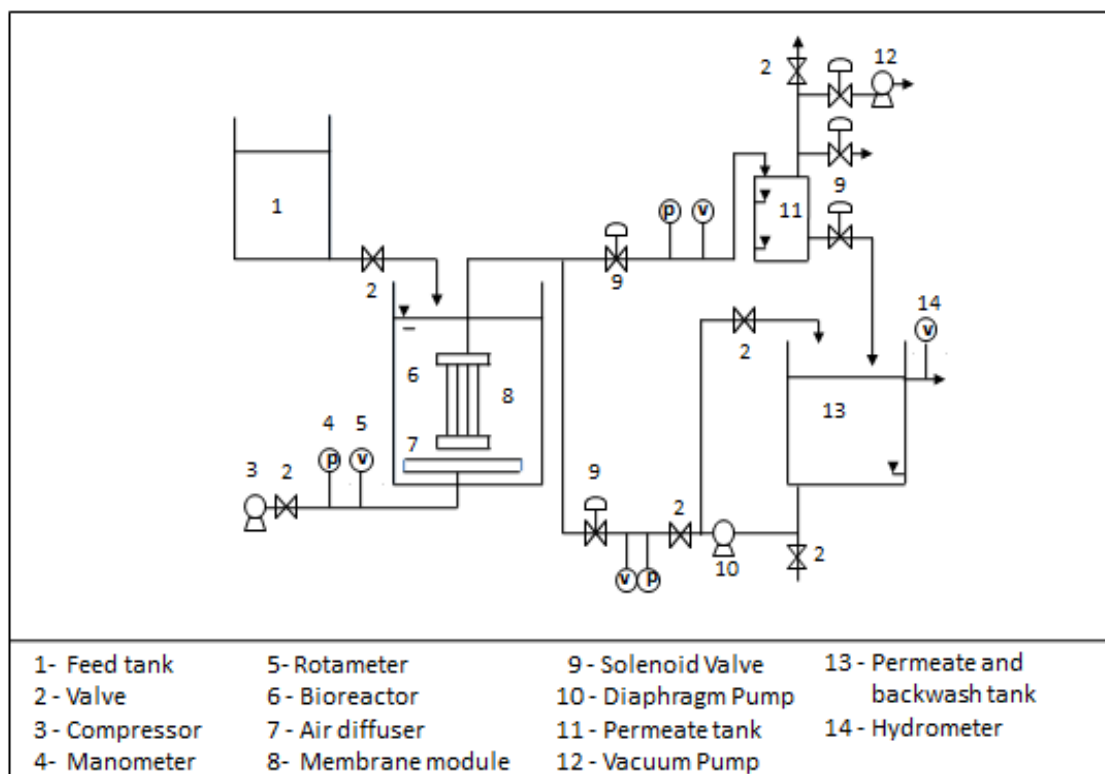 12
2
9
1
p
v
11
2
9
14
v
2
6
8
13
4
5
7
p
v
3
2
9
2
v
p
10
2
1- Feed tank
2 - Valve
3 - Compressor
4- Manometer
5- Rotameter
6 - Bioreactor
7 - Air diffuser
8- Membrane module
9 - Solenoid Valve
10 - Diaphragm Pump
11 - Permeate tank
12 - Vacuum Pump
13 - Permeate and
backwash tank
14 - Hydrometer